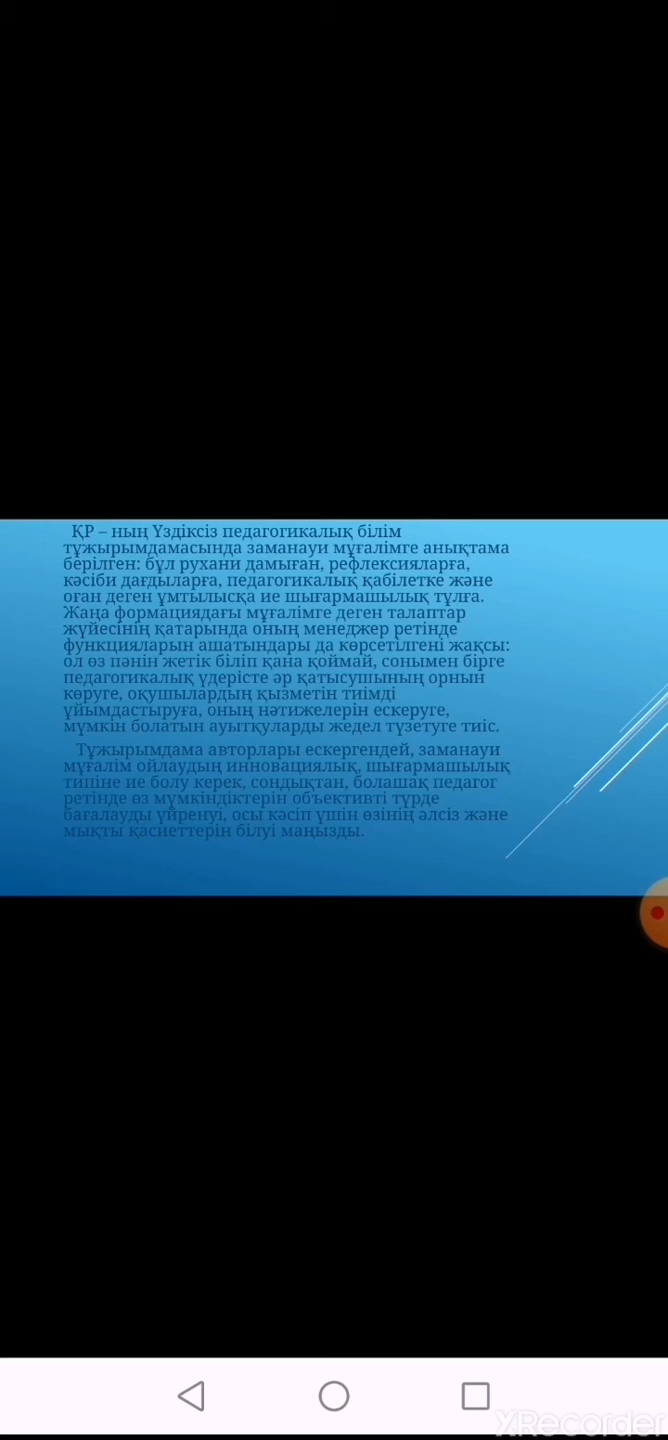 ҚР – ның Үздіксіз педагогикалық білім
тұжырымдамасында заманауи мұғалімге анықтама
берілген: бұл рухани дамыған, рефлексияларға,
кәсіби дағдыларға, педагогикалық қабілетке және
оған деген ұмтылысқа ие шығармашылық тұлға.
Жаңа формациядағы мұғалімге деген талаптар
жүйесінің қатарында оның менеджер ретінде
функцияларын ашатындары да көрсетілгені жақсы:
ол өз пәнін жетік біліп қана қоймай, сонымен бірге
педагогикалық үдерісте әр қатысушының орнын
көруге, оқушылардың қызметін тиімді
ұйымдастыруға, оның нәтижелерін ескеруге,
мүмкін болатын ауытқуларды жедел түзетуге тиіс.
Тұжырымдама авторлары ескергендей, заманауи
мұғалім ойлаудың инновациялық, шығармашылық
типіне ие болу керек, сондықтан, болашақ педагог
ретінде өз мүмкіндіктерін объективті түрде
бағалауды үйренуі, осы кәсіп үшін өзінің әлсіз және
мықты қасиеттерін білуі маңызды.
XRecorder